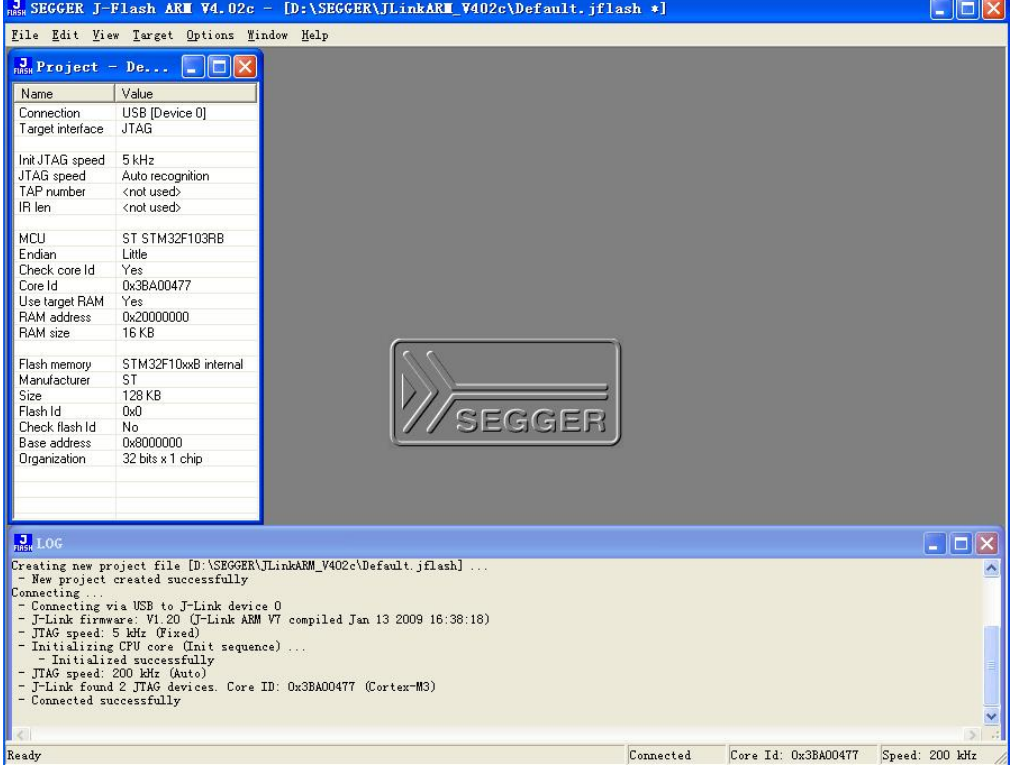 SEGGER J-Flash ARM V4.02c - [D:\SEGGER\JLinkARM_V402c\Default.jflash *]
File Edit View Target Options Window Help
Project - De...
Name Value
Connection USB [Device 0]
Target interface JTAG
Init JTAG speed 5 kHz
JTAG speed Auto recognition
TAP number <not used>
IR len <not used>
MCU ST STM32F103RB
Endian Little
Check core Id Yes
Core Id 0x3BA00477
Use target RAM Yes
RAM address 0x20000000
RAM size 16 KB
Flash memory STM32F10xxB internal
Manufacturer ST
Size 128 KB
Flash Id 0x0
Check flash Id No
Base address 0x8000000
Organization 32 bits x 1 chip
SEGGER
LOG
Creating new project file [D:\SEGGER\JLinkARM_V402c\Default.jflash] ...
- New project created successfully
Connecting ...
- Connecting via USB to J-Link device 0
- J-Link firmware: V1.20 (J-Link ARM V7 compiled Jan 13 2009 16:38:18)
- JTAG speed: 5 kHz (Fixed)
- Initializing CPU core (Init sequence) ...
- Initialized successfully
- JTAG speed: 200 kHz (Auto)
- J-Link found 2 JTAG devices. Core ID: 0x3BA00477 (Cortex-M3)
- Connected successfully
Ready Connected Core Id: 0x3BA00477 Speed: 200 kHz